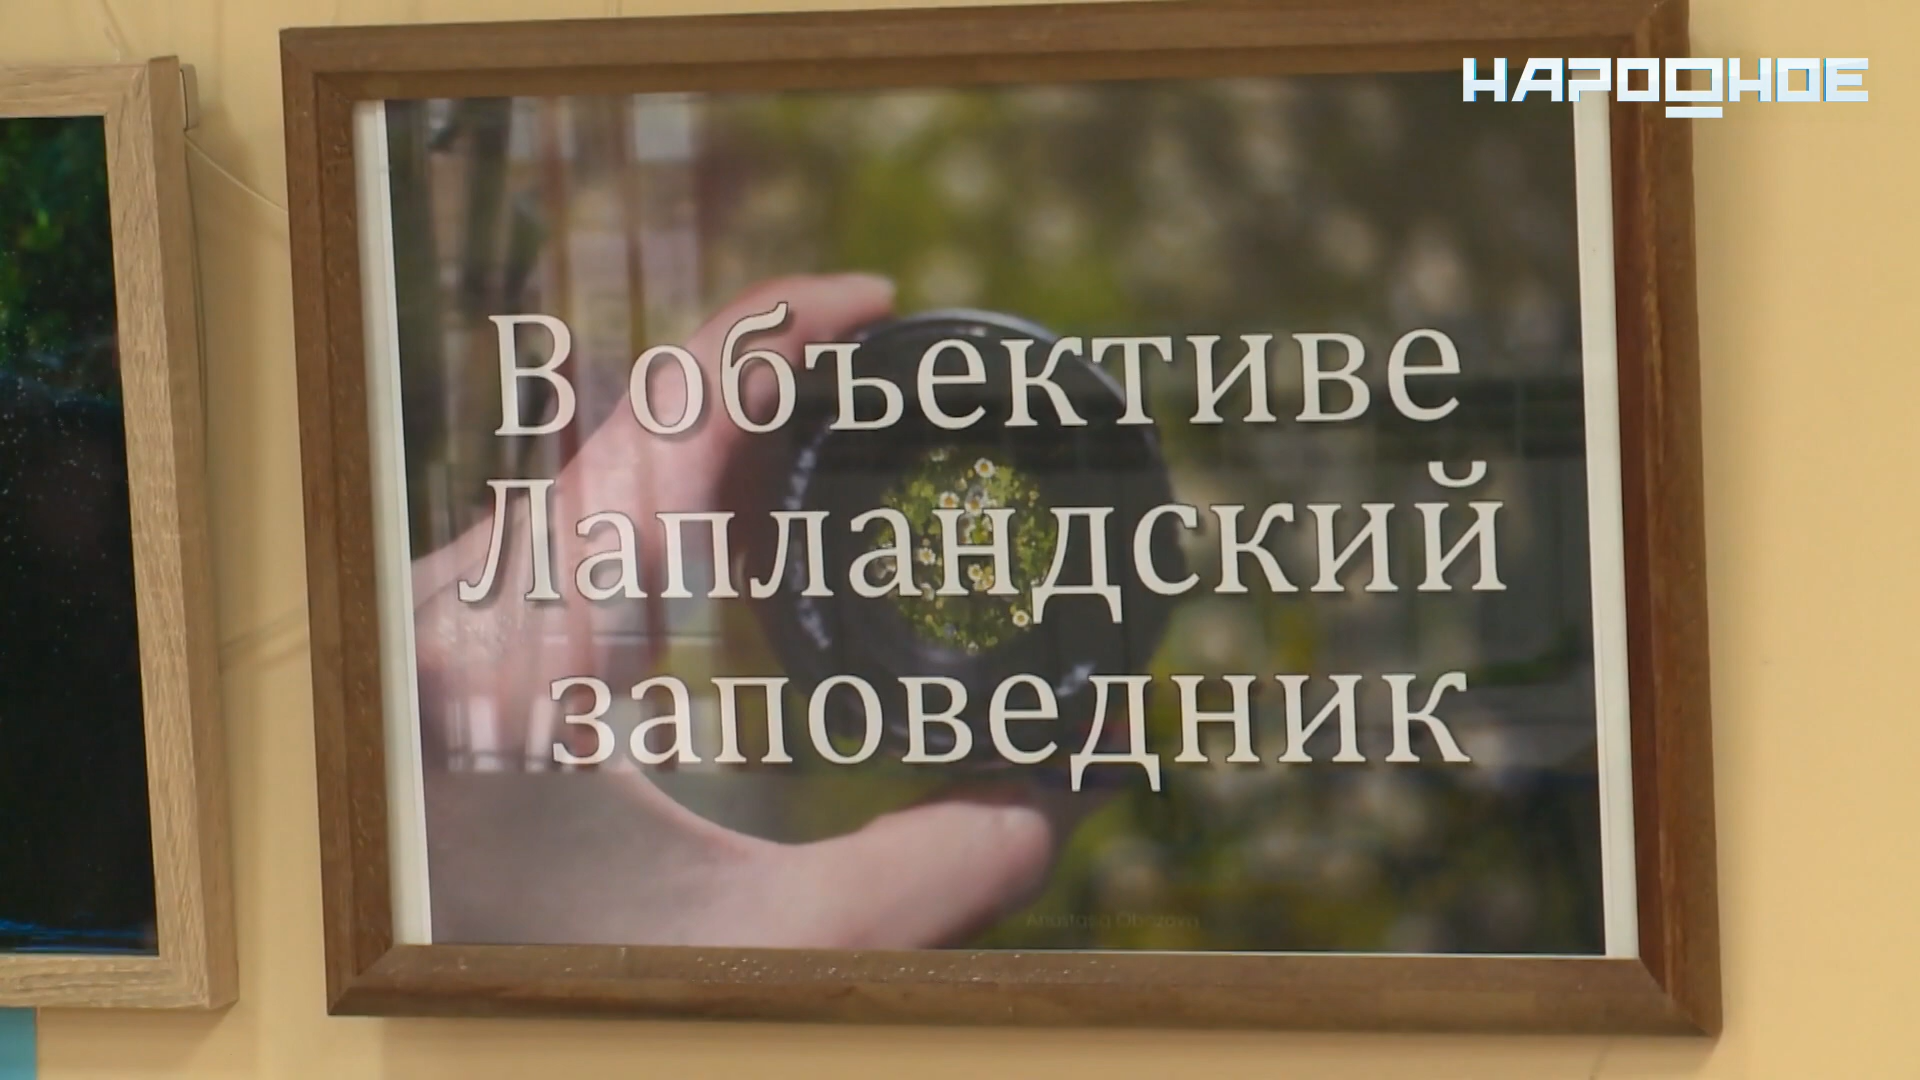 НАРОДНОЕ
В объективе
Лапландский
заповедник